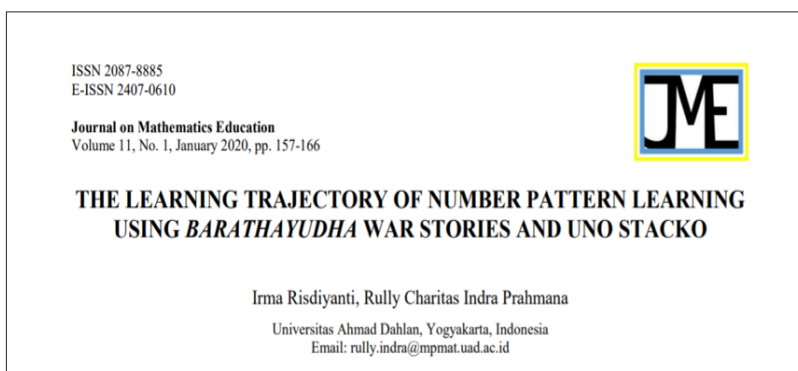 ISSN 2087-8885
E-ISSN 2407-0610
JME
Journal on Mathematics Education
Volume 11, No. 1, January 2020, pp. 157-166
THE LEARNING TRAJECTORY OF NUMBER PATTERN LEARNING
USING BARATHAYUDHA WAR STORIES AND UNO STACKO
Irma Risdiyanti, Rully Charitas Indra Prahmana
Universitas Ahmad Dahlan, Yogyakarta, Indonesia
Email: rully.indra@mpmat.uad.ac.id